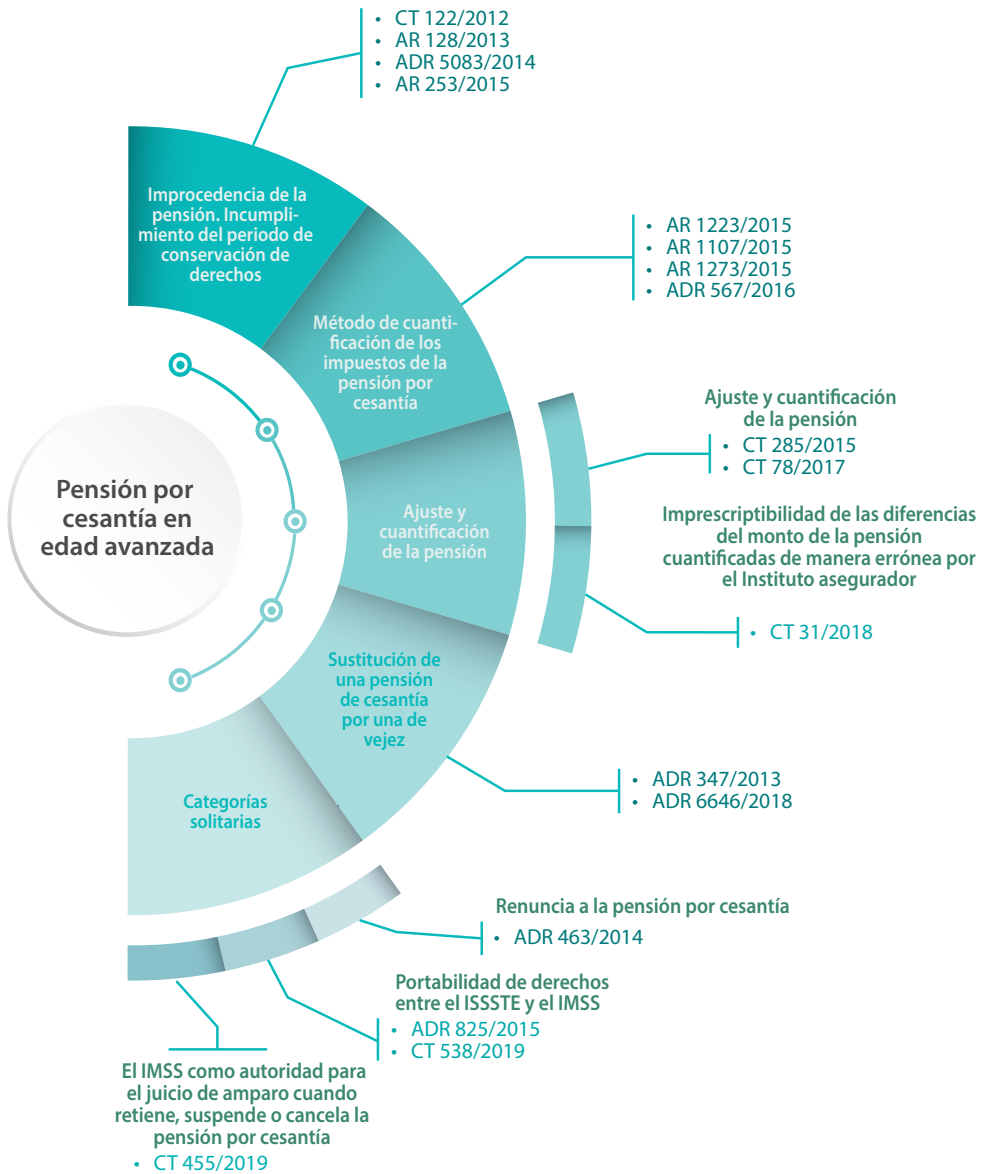 • CT 122/2012
• AR 128/2013
• ADR 5083/2014
• AR 253/2015
Improcedencia de la
pensión. Incumpli-
miento del periodo de
conservación de
derechos
• AR 1223/2015
• AR 1107/2015
• AR 1273/2015
• ADR 567/2016
Método de cuanti-
ficación de los
impuestos de la
pensión por
cesantía
Pensión por
cesantía en
edad avanzada
Ajuste y
cuantificación
de la pensión
Ajuste y cuantificación
de la pensión
• CT 285/2015
• CT 78/2017
Imprescriptibilidad de las diferencias
del monto de la pensión
cuantificadas de manera errónea por
el Instituto asegurador
• CT 31/2018
Sustitución de
una pensión
de cesantía
por una de
vejez
• ADR 347/2013
• ADR 6646/2018
Categorías
solitarias
Renuncia a la pensión por cesantía
• ADR 463/2014
Portabilidad de derechos
entre el ISSSTE y el IMSS
• ADR 825/2015
• CT 538/2019
El IMSS como autoridad para
el juicio de amparo cuando
retiene, suspende o cancela la
pensión por cesantía
• CT 455/2019